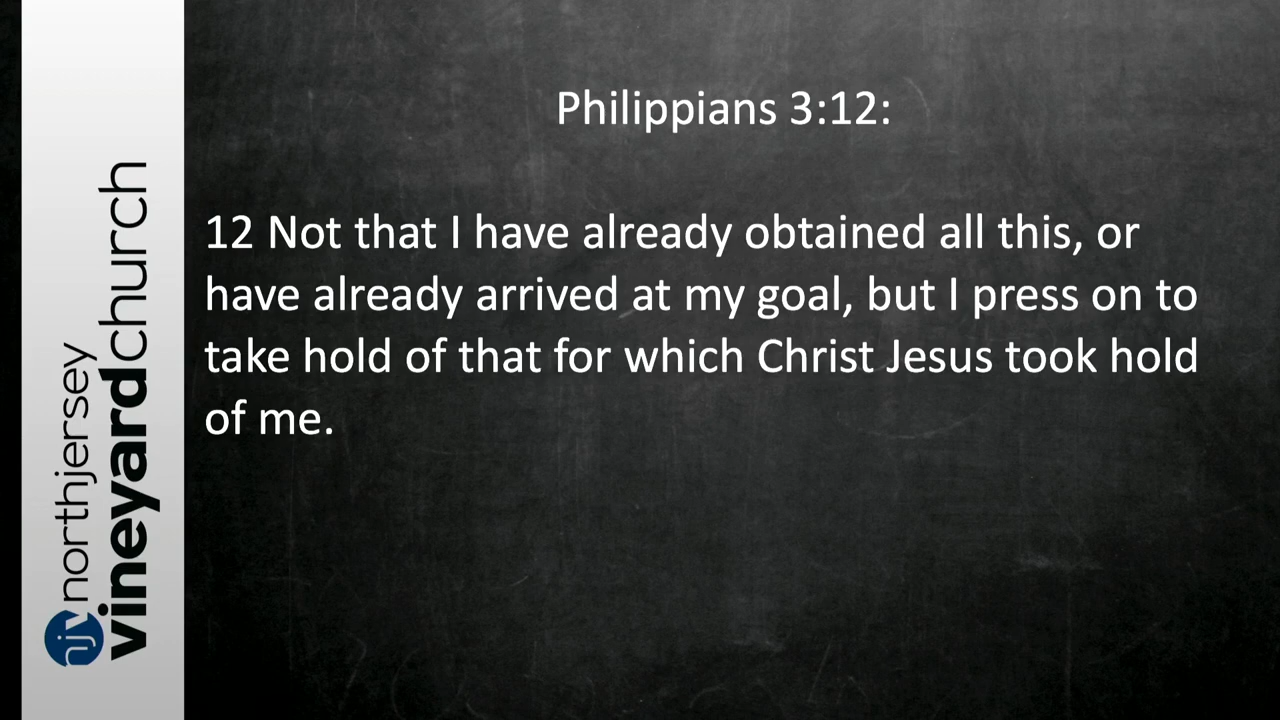 Philippians 3:12:
12 Not that I have already obtained all this, or
have already arrived at my goal, but I press on to
take hold of that for which Christ Jesus took hold
of me.
njv northjersey
vineyardchurch